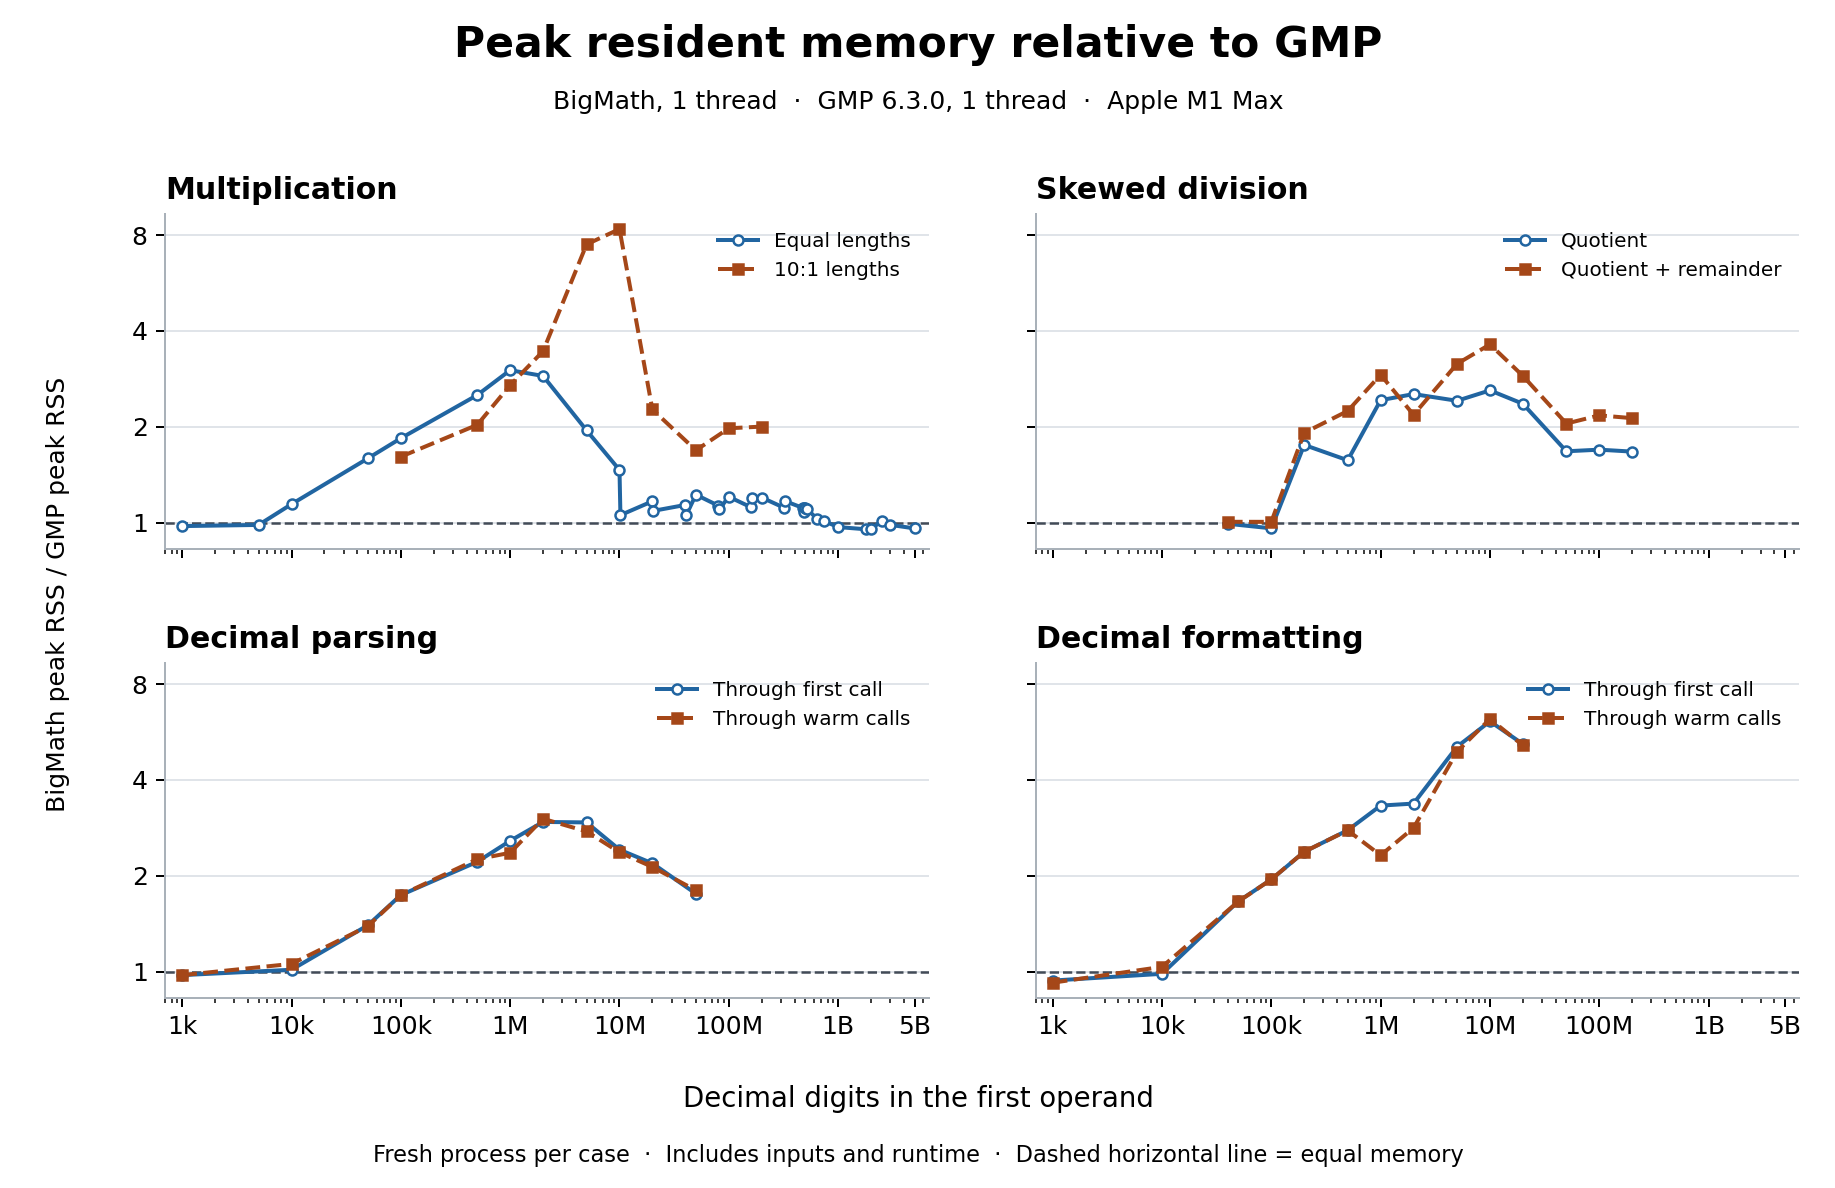 Peak resident memory relative to GMP
BigMath, 1 thread · GMP 6.3.0, 1 thread · Apple M1 Max
BigMath peak RSS / GMP peak RSS
Multiplication
8
4
2
1
Equal lengths
10:1 lengths
Skewed division
Quotient
Quotient + remainder
Decimal parsing
8
4
2
1
Through first call
Through warm calls
1k 10k 100k 1M 10M 100M 1B 5B
Decimal formatting
Through first call
Through warm calls
1k 10k 100k 1M 10M 100M 1B 5B
Decimal digits in the first operand
Fresh process per case · Includes inputs and runtime · Dashed horizontal line = equal memory